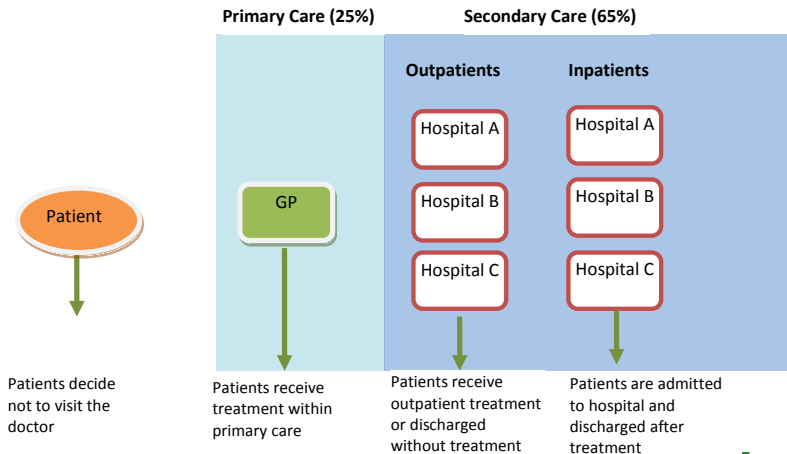 Primary Care (25%)
Secondary Care (65%)
Outpatients
Inpatients
Hospital A
Hospital A
Patient
GP
Hospital B
Hospital B
Hospital C
Hospital C
Patients decide
not to visit the
doctor
Patients receive
treatment within
primary care
Patients receive
outpatient treatment
or discharged
without treatment
Patients are admitted
to hospital and
discharged after
treatment